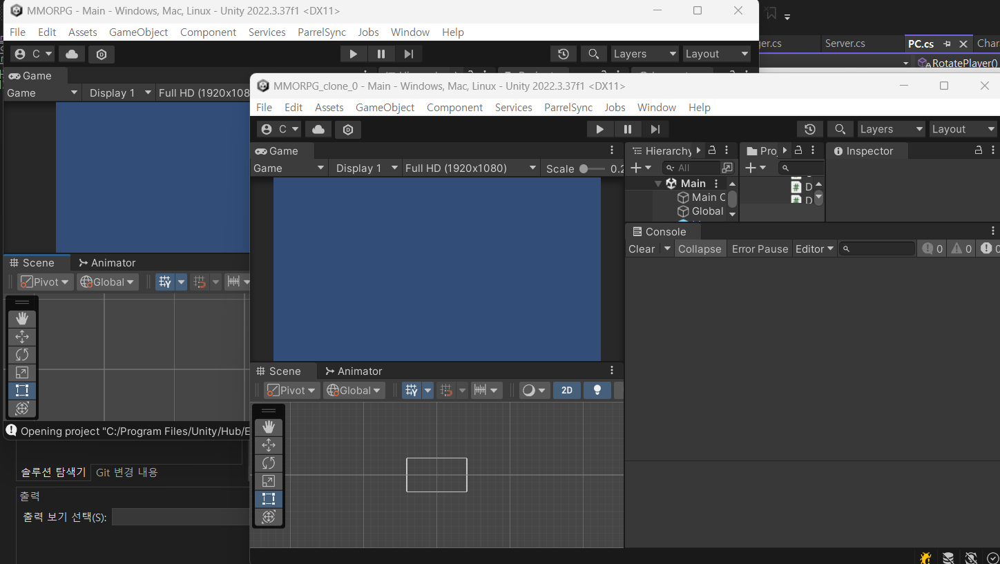 MMORPG - Main - Windows, Mac, Linux - Unity 2022.3.37f1 <DX11>
File Edit Assets GameObject Component Services ParrelSync Jobs Window Help
C Layers Layout
Game
Game Display 1 Full HD (1920x108
Server.cs PC.cs
RotatePlayer()
MMORPG_clone_0 - Main - Windows, Mac, Linux - Unity 2022.3.37f1 <DX11>
File Edit Assets GameObject Component Services ParrelSync Jobs Window Help
C Layers Layout
Game Hierarchy Inspector
Game Display 1 Full HD (1920x1080) Scale 0.2 All
Main
Main C
Global
D
D
Console
Clear Collapse Error Pause Editor 0 0 0
Scene Animator
Pivot Global
Opening project "C:/Program Files/Unity/Hub/E
Scene Animator
Pivot Global 2D
솔루션 탐색기 Git 변경 내용
출력
출력 보기 선택(S):